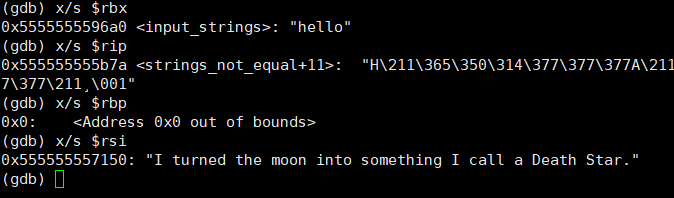 (gdb) x/s $rbx
0x5555555596a0 <input_strings>: "hello"
(gdb) x/s $rip
0x555555555b7a <strings_not_equal+11>:  "H\211\365\350\314\377\377\377A\211
7\377\211¸\001"
(gdb) x/s $rbp
0x0:    <Address 0x0 out of bounds>
(gdb) x/s $rsi
0x555555557150: "I turned the moon into something I call a Death Star."
(gdb)